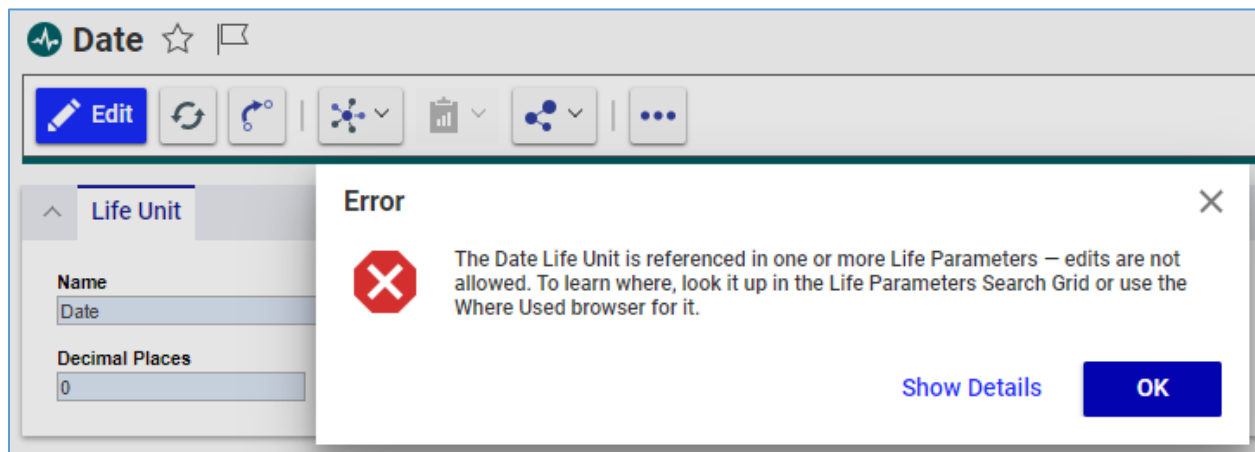 Date
Edit
Life Unit
Name
Date
Decimal Places
0
Error
The Date Life Unit is referenced in one or more Life Parameters — edits are not
allowed. To learn where, look it up in the Life Parameters Search Grid or use the
Where Used browser for it.
Show Details
OK